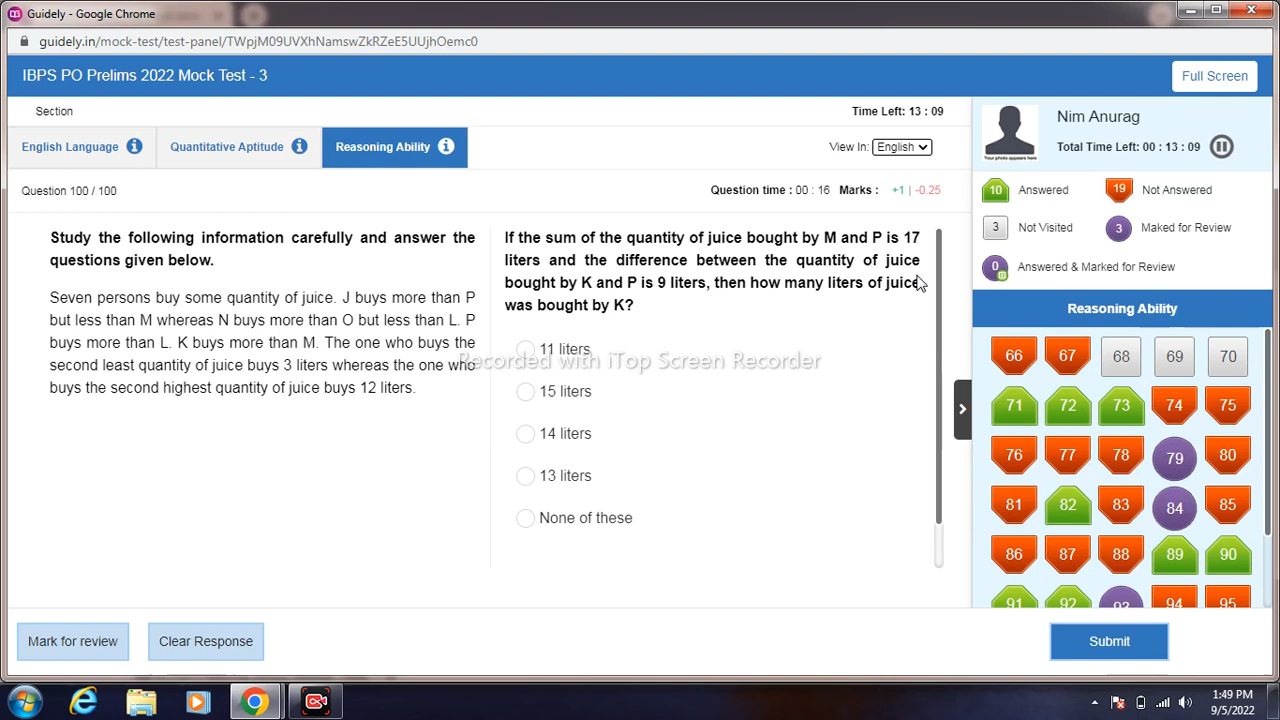 Guidely - Google Chrome
guidely.in/mock-test/test-panel/TWpjM09UVXhNamswZkRZeE5UUjhOemc0
IBPS PO Prelims 2022 Mock Test - 3
Full Screen
Section
Time Left: 13 : 09
English Language
Quantitative Aptitude
Reasoning Ability
View In: English
Question 100 / 100
Question time : 00 : 16 Marks : +1 | -0.25
Study the following information carefully and answer the
questions given below.
Seven persons buy some quantity of juice. J buys more than P
but less than M whereas N buys more than O but less than L. P
buys more than L. K buys more than M. The one who buys the
second least quantity of juice buys 3 liters whereas the one who
buys the second highest quantity of juice buys 12 liters.
If the sum of the quantity of juice bought by M and P is 17
liters and the difference between the quantity of juice
bought by K and P is 9 liters, then how many liters of juice
was bought by K?
11 liters
15 liters
14 liters
13 liters
None of these
Recorded with iTop Screen Recorder
Nim Anurag
Your photo appears here
Total Time Left: 00 : 13 : 09
10 Answered
19 Not Answered
3 Not Visited
3 Maked for Review
0 Answered & Marked for Review
Reasoning Ability
66 67 68 69 70
71 72 73 74 75
76 77 78 79 80
81 82 83 84 85
86 87 88 89 90
91 92 93 94 95
Mark for review
Clear Response
Submit
1:49 PM
9/5/2022